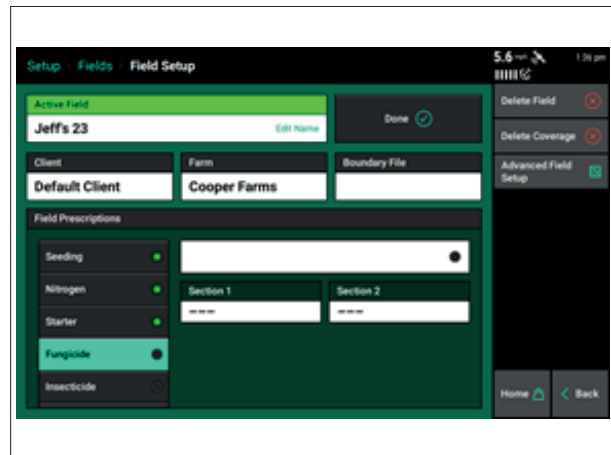 Setup Fields Field Setup
5.6 mph 1:36 pm
Active Field
Jeff's 23 Edit Name
Done
Delete Field
Delete Coverage
Advanced Field
Setup
Client Farm Boundary File
Default Client Cooper Farms
Field Prescriptions
Seeding
Nitrogen
Section 1 Section 2
Starter
--- ---
Fungicide
Insecticide
Home < Back